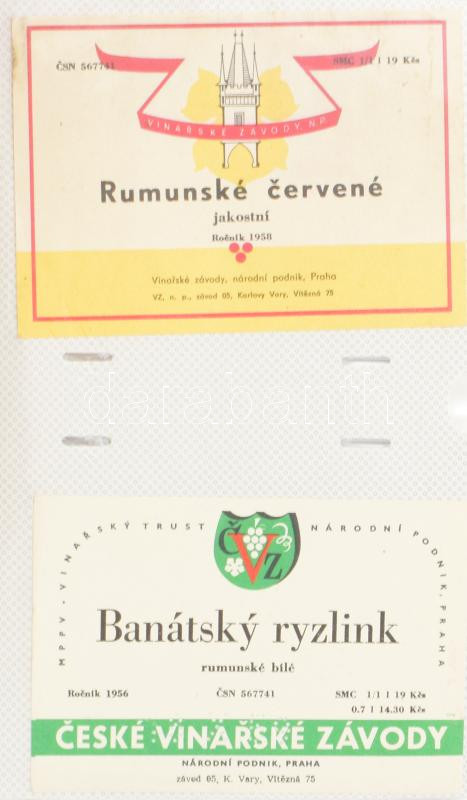 ČSN 567741
SMC 1/1 l 19 Kčs
VINAŘSKÉ ZÁVODY, N.P.
Rumunské červené
jakostní
Ročník 1958
Vinařské závody, národní podnik, Praha
VZ, n. p., závod 05, Karlovy Vary, Vítězná 75
darabanth
MPPV · VINAŘSKÝ TRUST NÁRODNÍ PODNIK, PRAHA
ČVZ
Banátský ryzlink
rumunské bílé
Ročník 1956 ČSN 567741 SMC 1/1 l 19 Kčs
0.7 l 14.30 Kčs
ČESKÉ VINAŘSKÉ ZÁVODY
NÁRODNÍ PODNIK, PRAHA
závod 05, K. Vary, Vítězná 75